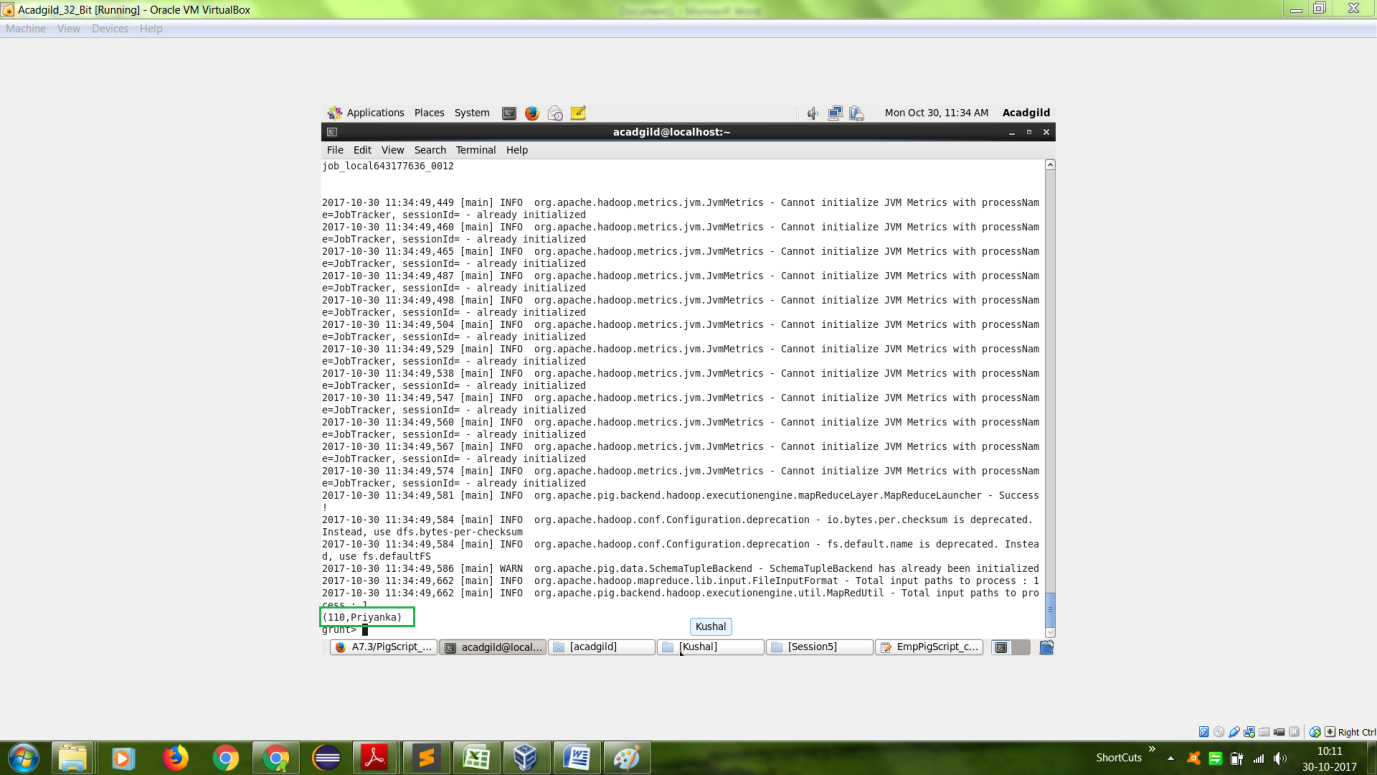 Acadgild_32_Bit [Running] - Oracle VM VirtualBox
Machine View Devices Help
Applications Places System Mon Oct 30, 11:34 AM Acadgild
acadgild@localhost:~
File Edit View Search Terminal Help
job_local643177636_0012
2017-10-30 11:34:49,449 [main] INFO  org.apache.hadoop.metrics.jvm.JvmMetrics - Cannot initialize JVM Metrics with processNam
e=JobTracker, sessionId= - already initialized
2017-10-30 11:34:49,460 [main] INFO  org.apache.hadoop.metrics.jvm.JvmMetrics - Cannot initialize JVM Metrics with processNam
e=JobTracker, sessionId= - already initialized
2017-10-30 11:34:49,465 [main] INFO  org.apache.hadoop.metrics.jvm.JvmMetrics - Cannot initialize JVM Metrics with processNam
e=JobTracker, sessionId= - already initialized
2017-10-30 11:34:49,487 [main] INFO  org.apache.hadoop.metrics.jvm.JvmMetrics - Cannot initialize JVM Metrics with processNam
e=JobTracker, sessionId= - already initialized
2017-10-30 11:34:49,498 [main] INFO  org.apache.hadoop.metrics.jvm.JvmMetrics - Cannot initialize JVM Metrics with processNam
e=JobTracker, sessionId= - already initialized
2017-10-30 11:34:49,504 [main] INFO  org.apache.hadoop.metrics.jvm.JvmMetrics - Cannot initialize JVM Metrics with processNam
e=JobTracker, sessionId= - already initialized
2017-10-30 11:34:49,529 [main] INFO  org.apache.hadoop.metrics.jvm.JvmMetrics - Cannot initialize JVM Metrics with processNam
e=JobTracker, sessionId= - already initialized
2017-10-30 11:34:49,538 [main] INFO  org.apache.hadoop.metrics.jvm.JvmMetrics - Cannot initialize JVM Metrics with processNam
e=JobTracker, sessionId= - already initialized
2017-10-30 11:34:49,547 [main] INFO  org.apache.hadoop.metrics.jvm.JvmMetrics - Cannot initialize JVM Metrics with processNam
e=JobTracker, sessionId= - already initialized
2017-10-30 11:34:49,560 [main] INFO  org.apache.hadoop.metrics.jvm.JvmMetrics - Cannot initialize JVM Metrics with processNam
e=JobTracker, sessionId= - already initialized
2017-10-30 11:34:49,567 [main] INFO  org.apache.hadoop.metrics.jvm.JvmMetrics - Cannot initialize JVM Metrics with processNam
e=JobTracker, sessionId= - already initialized
2017-10-30 11:34:49,574 [main] INFO  org.apache.hadoop.metrics.jvm.JvmMetrics - Cannot initialize JVM Metrics with processNam
e=JobTracker, sessionId= - already initialized
2017-10-30 11:34:49,581 [main] INFO  org.apache.pig.backend.hadoop.executionengine.mapReduceLayer.MapReduceLauncher - Success
!
2017-10-30 11:34:49,584 [main] INFO  org.apache.hadoop.conf.Configuration.deprecation - io.bytes.per.checksum is deprecated.
Instead, use dfs.bytes-per-checksum
2017-10-30 11:34:49,584 [main] INFO  org.apache.hadoop.conf.Configuration.deprecation - fs.default.name is deprecated. Instea
d, use fs.defaultFS
2017-10-30 11:34:49,586 [main] WARN  org.apache.pig.data.SchemaTupleBackend - SchemaTupleBackend has already been initialized
2017-10-30 11:34:49,662 [main] INFO  org.apache.hadoop.mapreduce.lib.input.FileInputFormat - Total input paths to process : 1
2017-10-30 11:34:49,662 [main] INFO  org.apache.pig.backend.hadoop.executionengine.util.MapRedUtil - Total input paths to pro
cess : 1
(110,Priyanka)
grunt>
Kushal
A7.3/PigScript_... acadgild@local... [acadgild] [Kushal] [Session5] EmpPigScript_c...
Right Ctrl
ShortCuts 10:11
30-10-2017